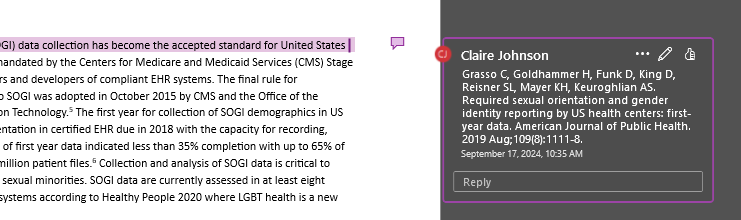 OGI) data collection has become the accepted standard for United States
mandated by the Centers for Medicare and Medicaid Services (CMS) Stage
rs and developers of compliant EHR systems. The final rule for
o SOGI was adopted in October 2015 by CMS and the Office of the
on Technology.⁵ The first year for collection of SOGI demographics in US
entation in certified EHR due in 2018 with the capacity for recording,
of first year data indicated less than 35% completion with up to 65% of
million patient files.⁶ Collection and analysis of SOGI data is critical to
sexual minorities. SOGI data are currently assessed in at least eight
systems according to Healthy People 2020 where LGBT health is a new
CJ
Claire Johnson
Grasso C, Goldhammer H, Funk D, King D,
Reisner SL, Mayer KH, Keuroghlian AS.
Required sexual orientation and gender
identity reporting by US health centers: first-
year data. American Journal of Public Health.
2019 Aug;109(8):1111-8.
September 17, 2024, 10:35 AM
Reply